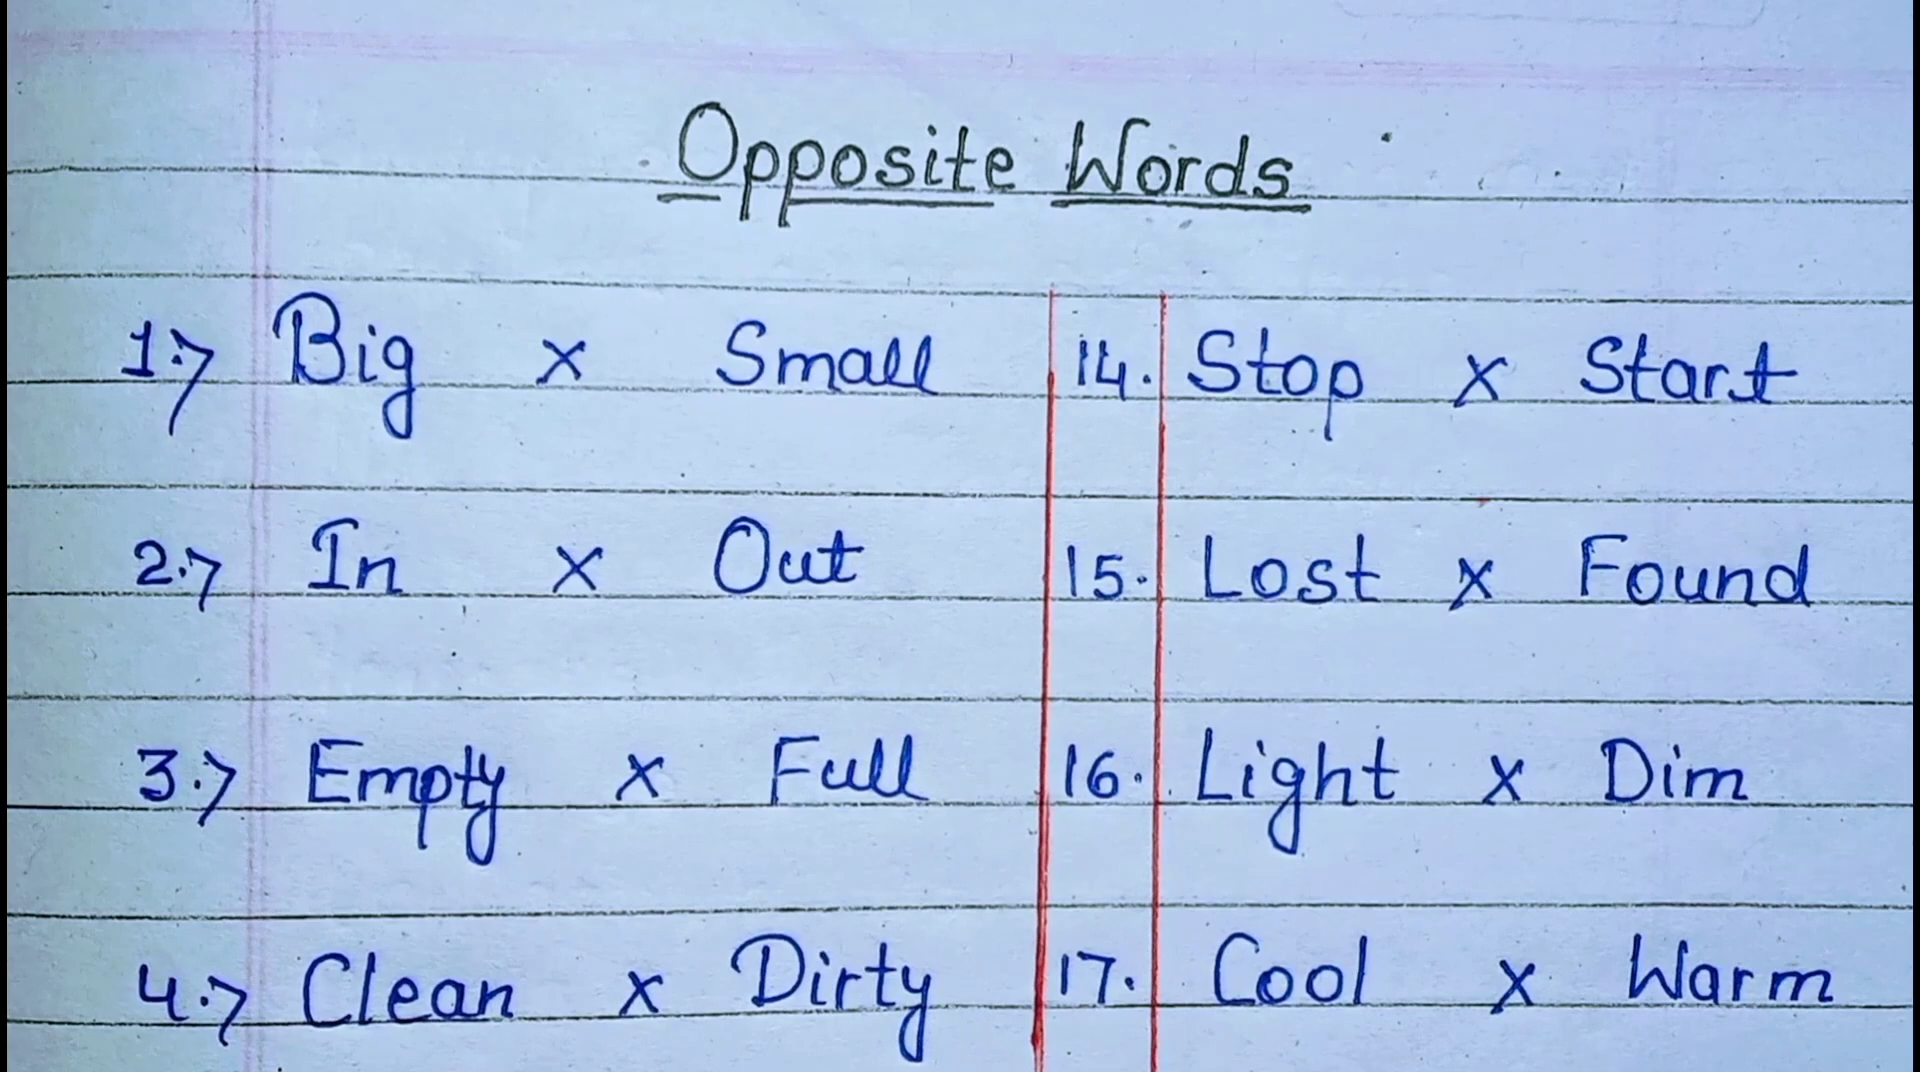 Opposite Words
1.) Big x Small 14. Stop x Start
2.) In x Out 15. Lost x Found
3.) Empty x Full 16. Light x Dim
4.) Clean x Dirty 17. Cool x Warm